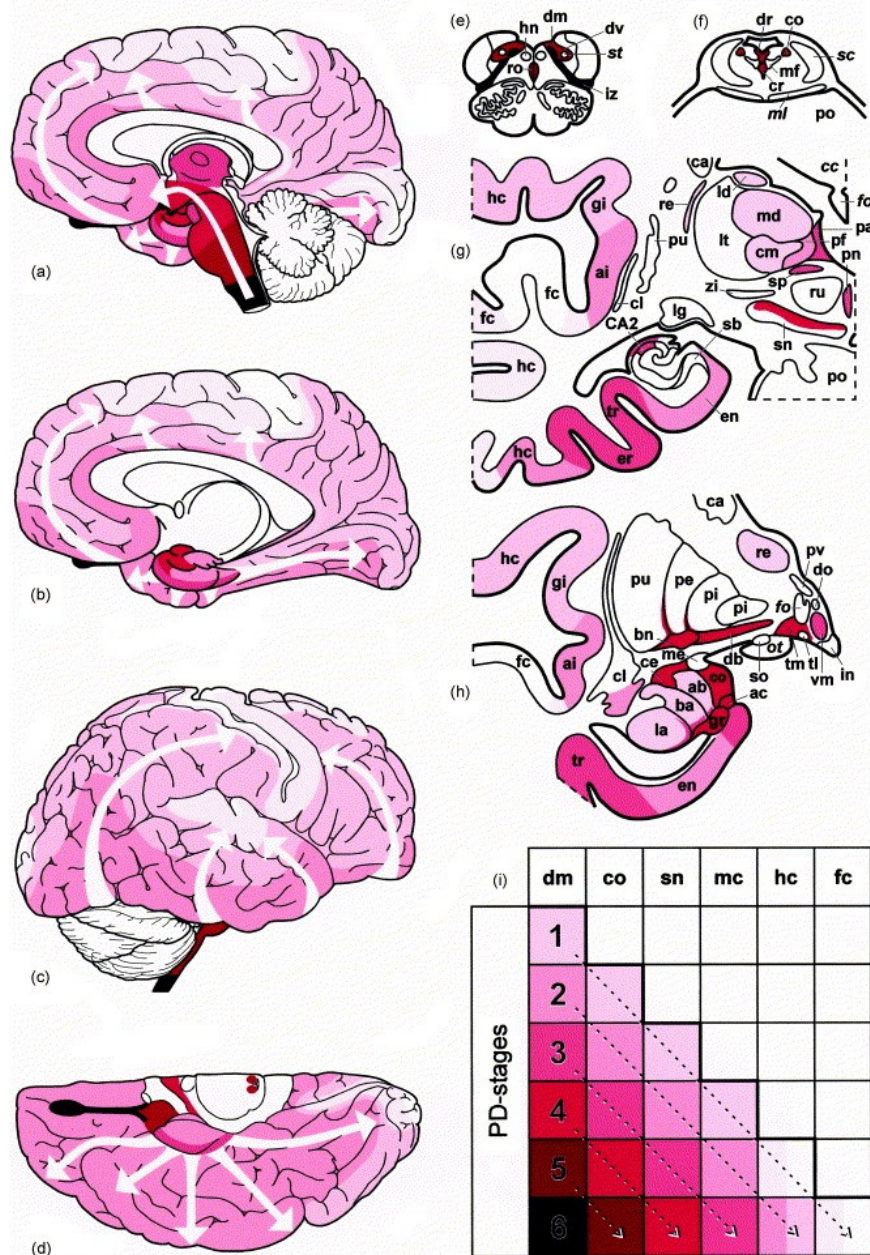 (a)
(b)
(c)
(d)
(e)
hn
dm
dv
st
ro
iz
(f)
dr
co
sc
mf
cr
ml
po
(g)
hc
gi
ai
fc
fc
cl
pu
re
ca
ld
md
lt
cm
cc
fo
pa
pf
pn
sp
zi
ru
sn
po
lg
CA2
sb
hc
tr
en
hc
er
(h)
hc
gi
ai
fc
pu
pe
pi
pi
ca
re
pv
do
fo
bn
me
ce
cl
db
ot
so
tm
tl
vm
in
co
ab
ac
ba
gr
la
tr
en
(i)
dm co sn mc hc fc
PD-stages
1
2
3
4
5
6